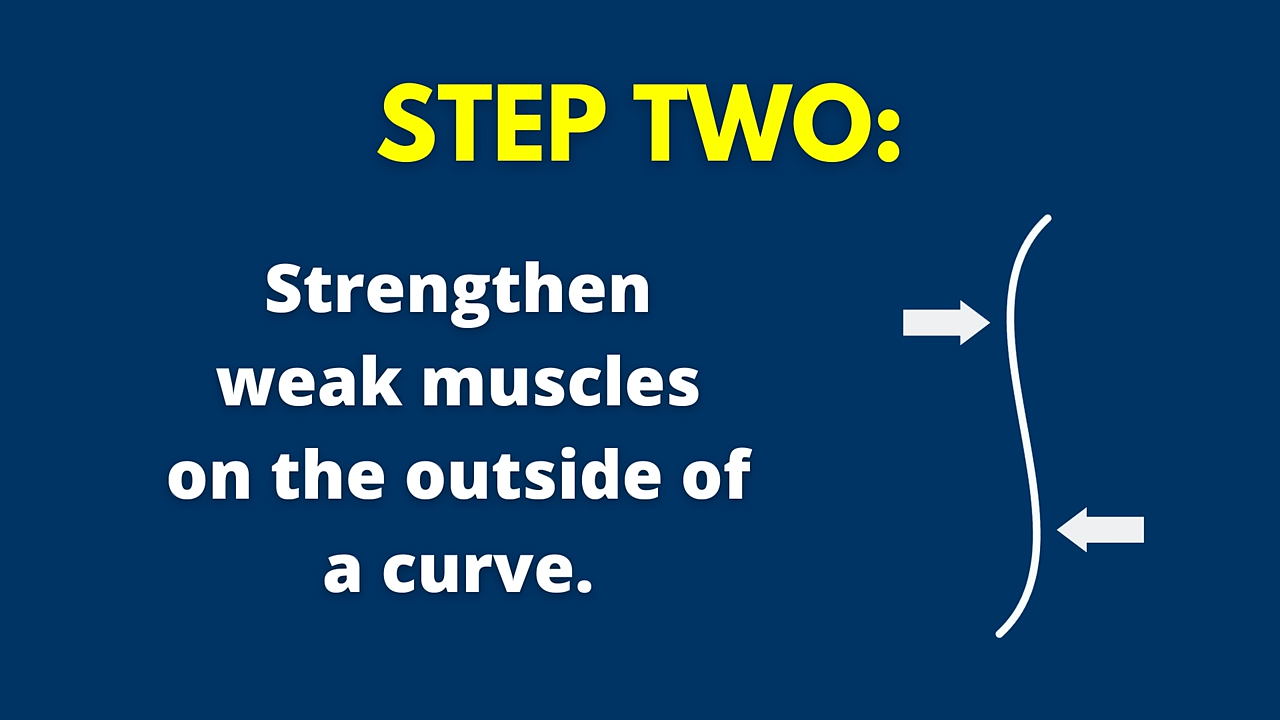 STEP TWO:
Strengthen
weak muscles
on the outside of
a curve.